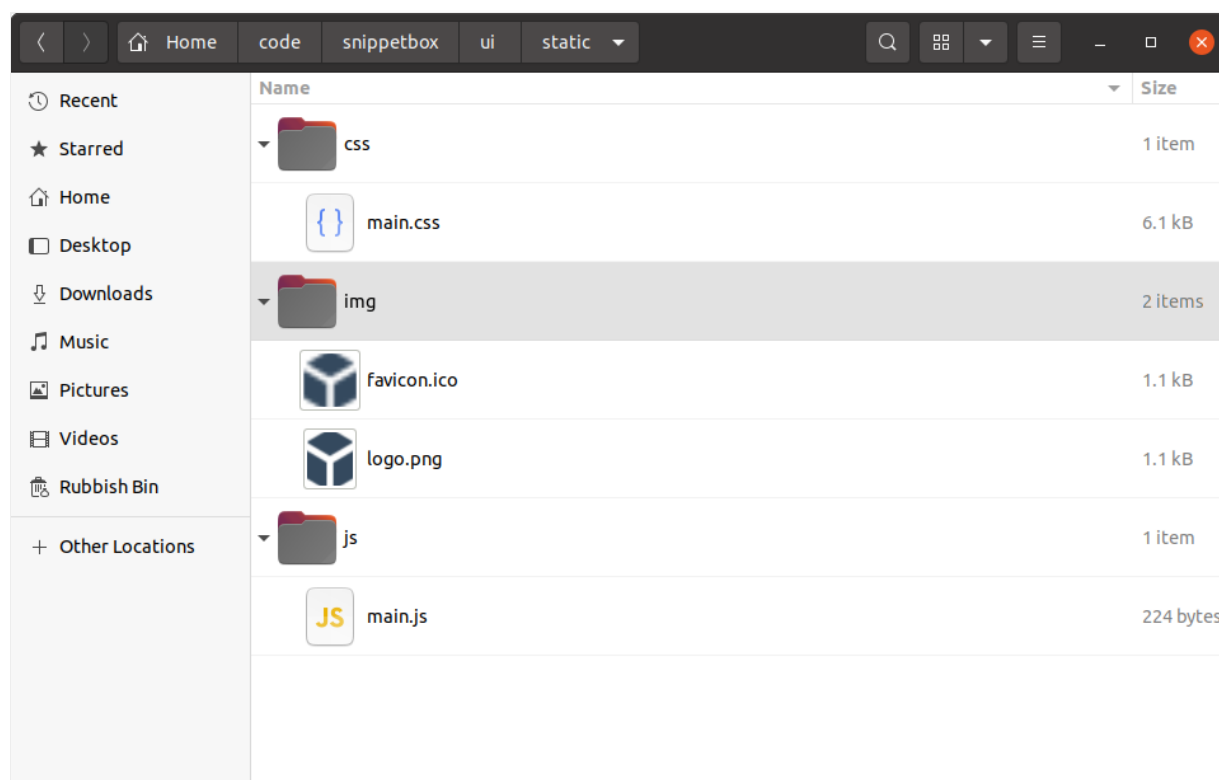 Home code snippetbox ui static
Recent
Starred
Home
Desktop
Downloads
Music
Pictures
Videos
Rubbish Bin
Other Locations
Name Size
css 1 item
{ } main.css 6.1 kB
img 2 items
favicon.ico 1.1 kB
logo.png 1.1 kB
js 1 item
JS main.js 224 bytes